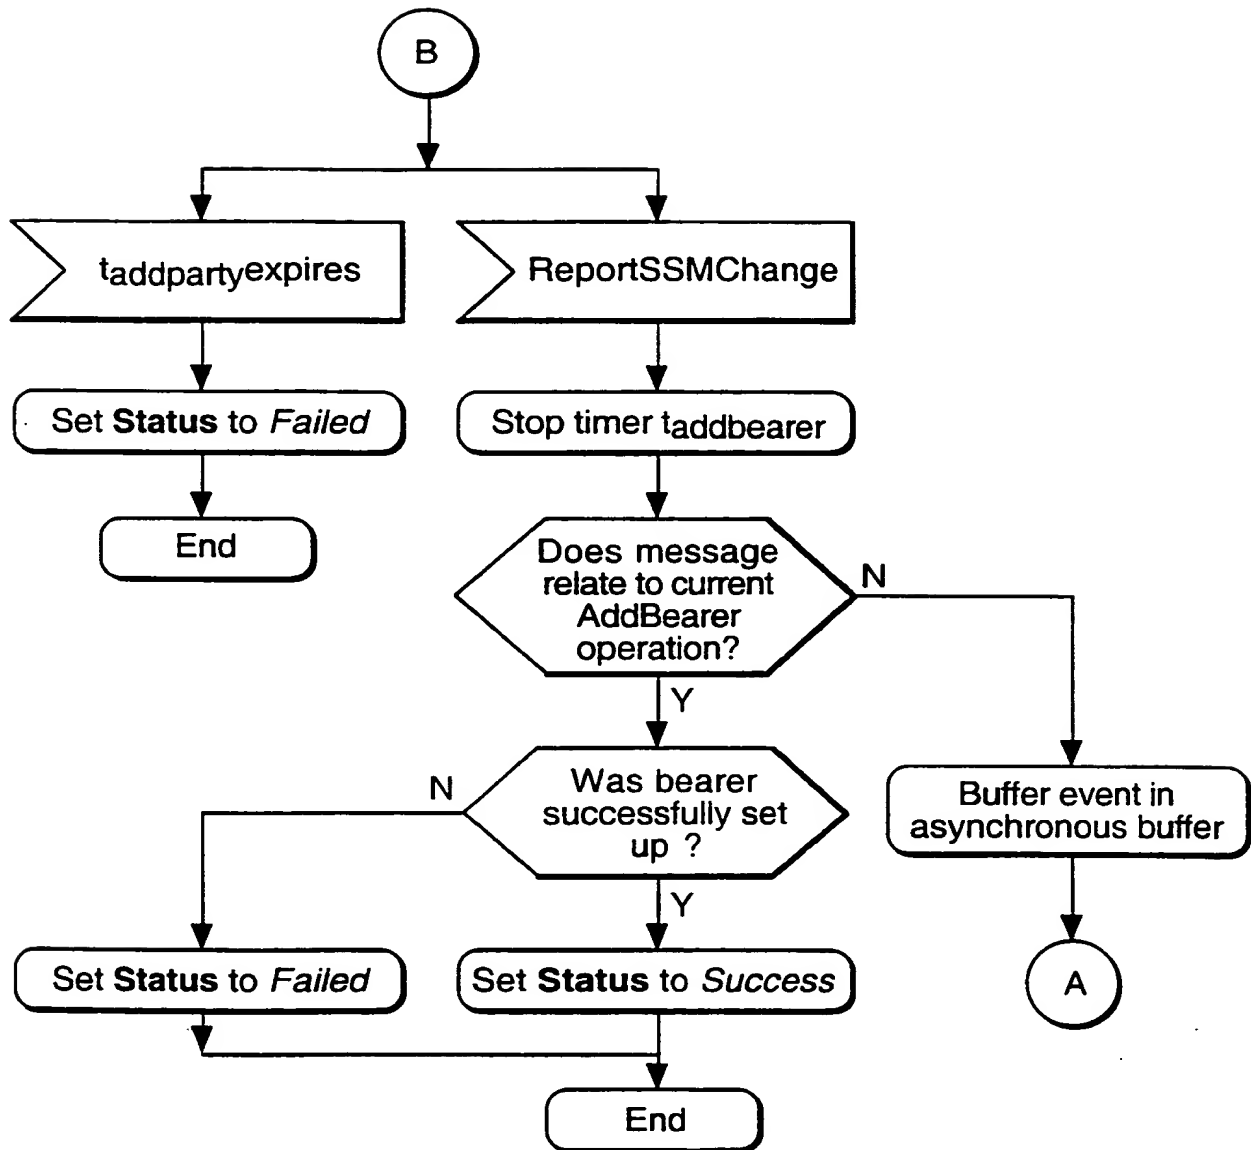 B
taddpartyexpires
ReportSSMChange
Set Status to Failed
Stop timer taddbearer
End
Does message
relate to current
AddBearer
operation?
N
Y
Was bearer
successfully set
up ?
N
Buffer event in
asynchronous buffer
Y
Set Status to Failed
Set Status to Success
A
End